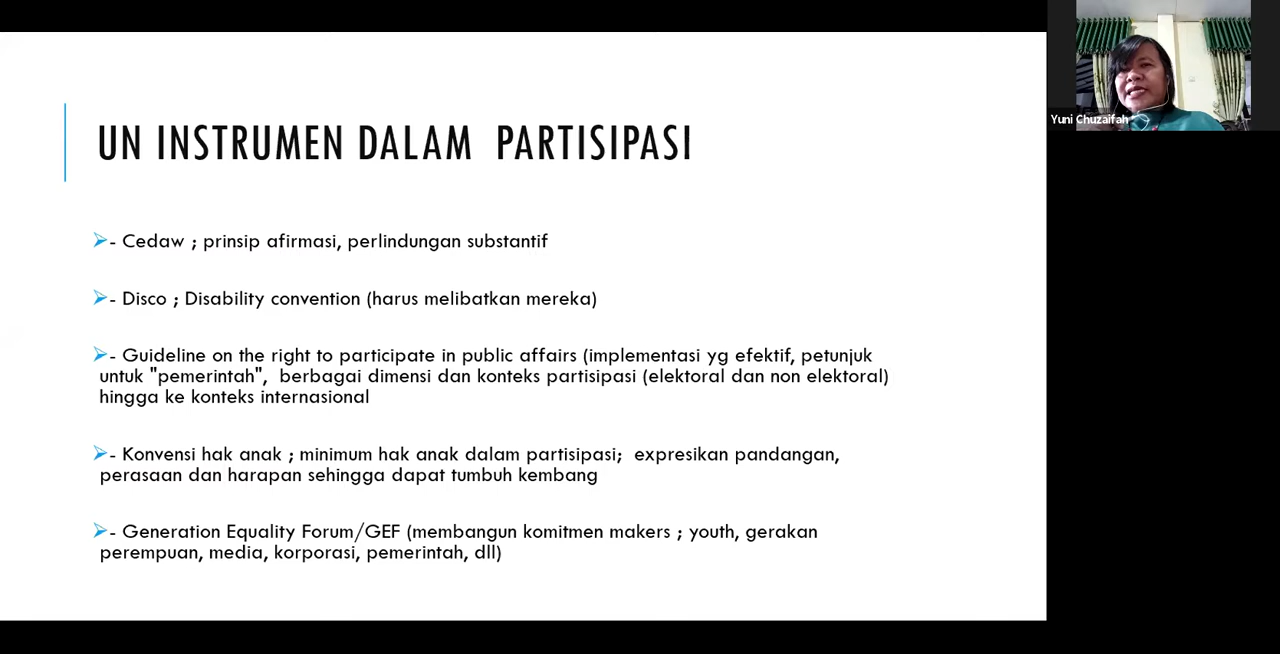 UN INSTRUMEN DALAM PARTISIPASI
- Cedaw ; prinsip afirmasi, perlindungan substantif
- Disco ; Disability convention (harus melibatkan mereka)
- Guideline on the right to participate in public affairs (implementasi yg efektif, petunjuk
untuk "pemerintah", berbagai dimensi dan konteks partisipasi (elektoral dan non elektoral)
hingga ke konteks internasional
- Konvensi hak anak ; minimum hak anak dalam partisipasi; expresikan pandangan,
perasaan dan harapan sehingga dapat tumbuh kembang
- Generation Equality Forum/GEF (membangun komitmen makers ; youth, gerakan
perempuan, media, korporasi, pemerintah, dll)
Yuni Chuzaifah